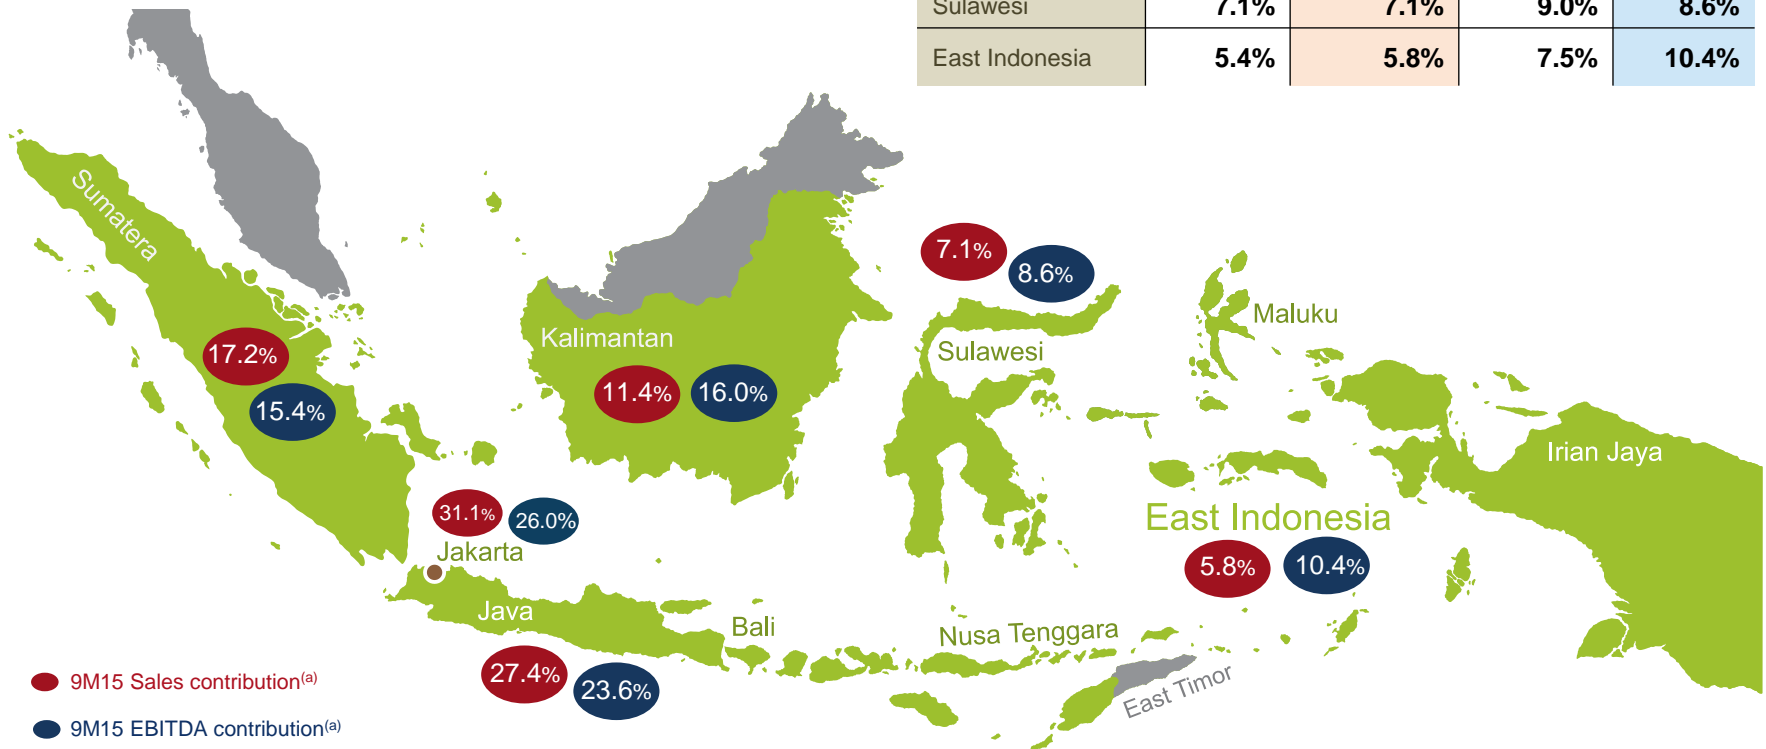 Sulawesi 7.1% 7.1% 9.0% 8.6%
East Indonesia 5.4% 5.8% 7.5% 10.4%
Sumatera
17.2%
15.4%
Kalimantan
11.4% 16.0%
7.1%
8.6%
Sulawesi
Maluku
Irian Jaya
East Indonesia
5.8% 10.4%
31.1% 26.0%
Jakarta
Java
27.4% 23.6%
Bali
Nusa Tenggara
East Timor
9M15 Sales contribution(a)
9M15 EBITDA contribution(a)